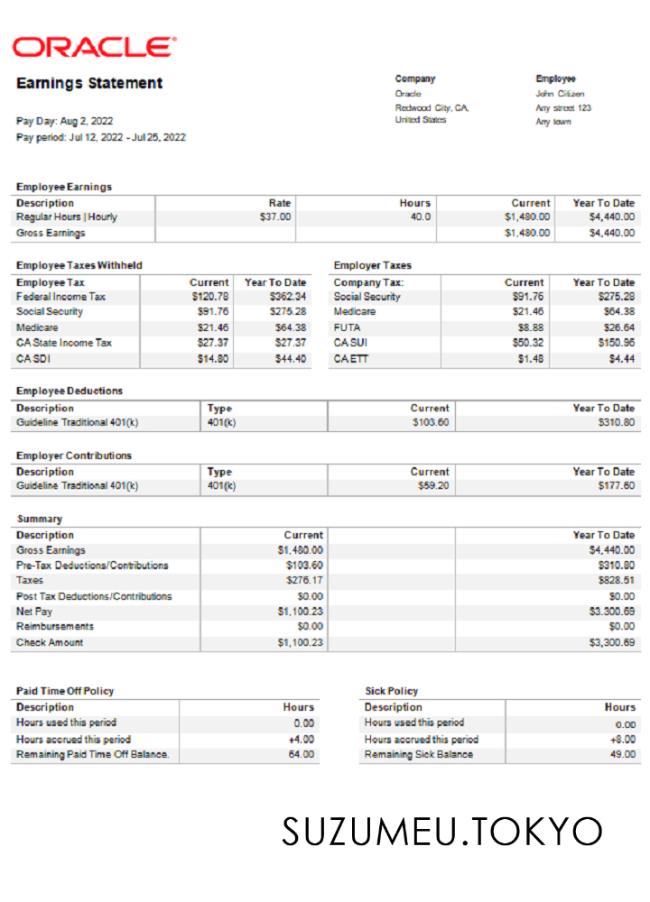 ORACLE
Earnings Statement
Company
Employee
Oracle
John Citizen
Redwood City, CA,
Any street 123
United States
Any town
Pay Day: Aug 2, 2022
Pay period: Jul 12, 2022 - Jul 25, 2022
Employee Earnings
Description Rate Hours Current Year To Date
Regular Hours | Hourly $37.00 40.0 $1,480.00 $4,440.00
Gross Earnings $1,480.00 $4,440.00
Employee Taxes Withheld
Employee Tax Current Year To Date
Federal Income Tax $120.78 $362.34
Social Security $91.76 $275.28
Medicare $21.46 $64.38
CA State Income Tax $27.37 $27.37
CA SDI $14.80 $44.40
Employer Taxes
Company Tax: Current Year To Date
Social Security $91.76 $275.28
Medicare $21.46 $64.38
FUTA $8.88 $26.64
CA SUI $50.32 $150.96
CA ETT $1.48 $4.44
Employee Deductions
Description Type Current Year To Date
Guideline Traditional 401(k) 401(k) $103.60 $310.80
Employer Contributions
Description Type Current Year To Date
Guideline Traditional 401(k) 401(k) $59.20 $177.60
Summary
Description Current Year To Date
Gross Earnings $1,480.00 $4,440.00
Pre-Tax Deductions/Contributions $103.60 $310.80
Taxes $276.17 $828.51
Post Tax Deductions/Contributions $0.00 $0.00
Net Pay $1,100.23 $3.300.69
Reimbursements $0.00 $0.00
Check Amount $1,100.23 $3,300.69
Paid Time Off Policy
Description Hours
Hours used this period 0.00
Hours accrued this period +4.00
Remaining Paid Time Off Balance. 64.00
Sick Policy
Description Hours
Hours used this period 0.00
Hours accrued this period +8.00
Remaining Sick Balance 49.00
SUZUMEU.TOKYO